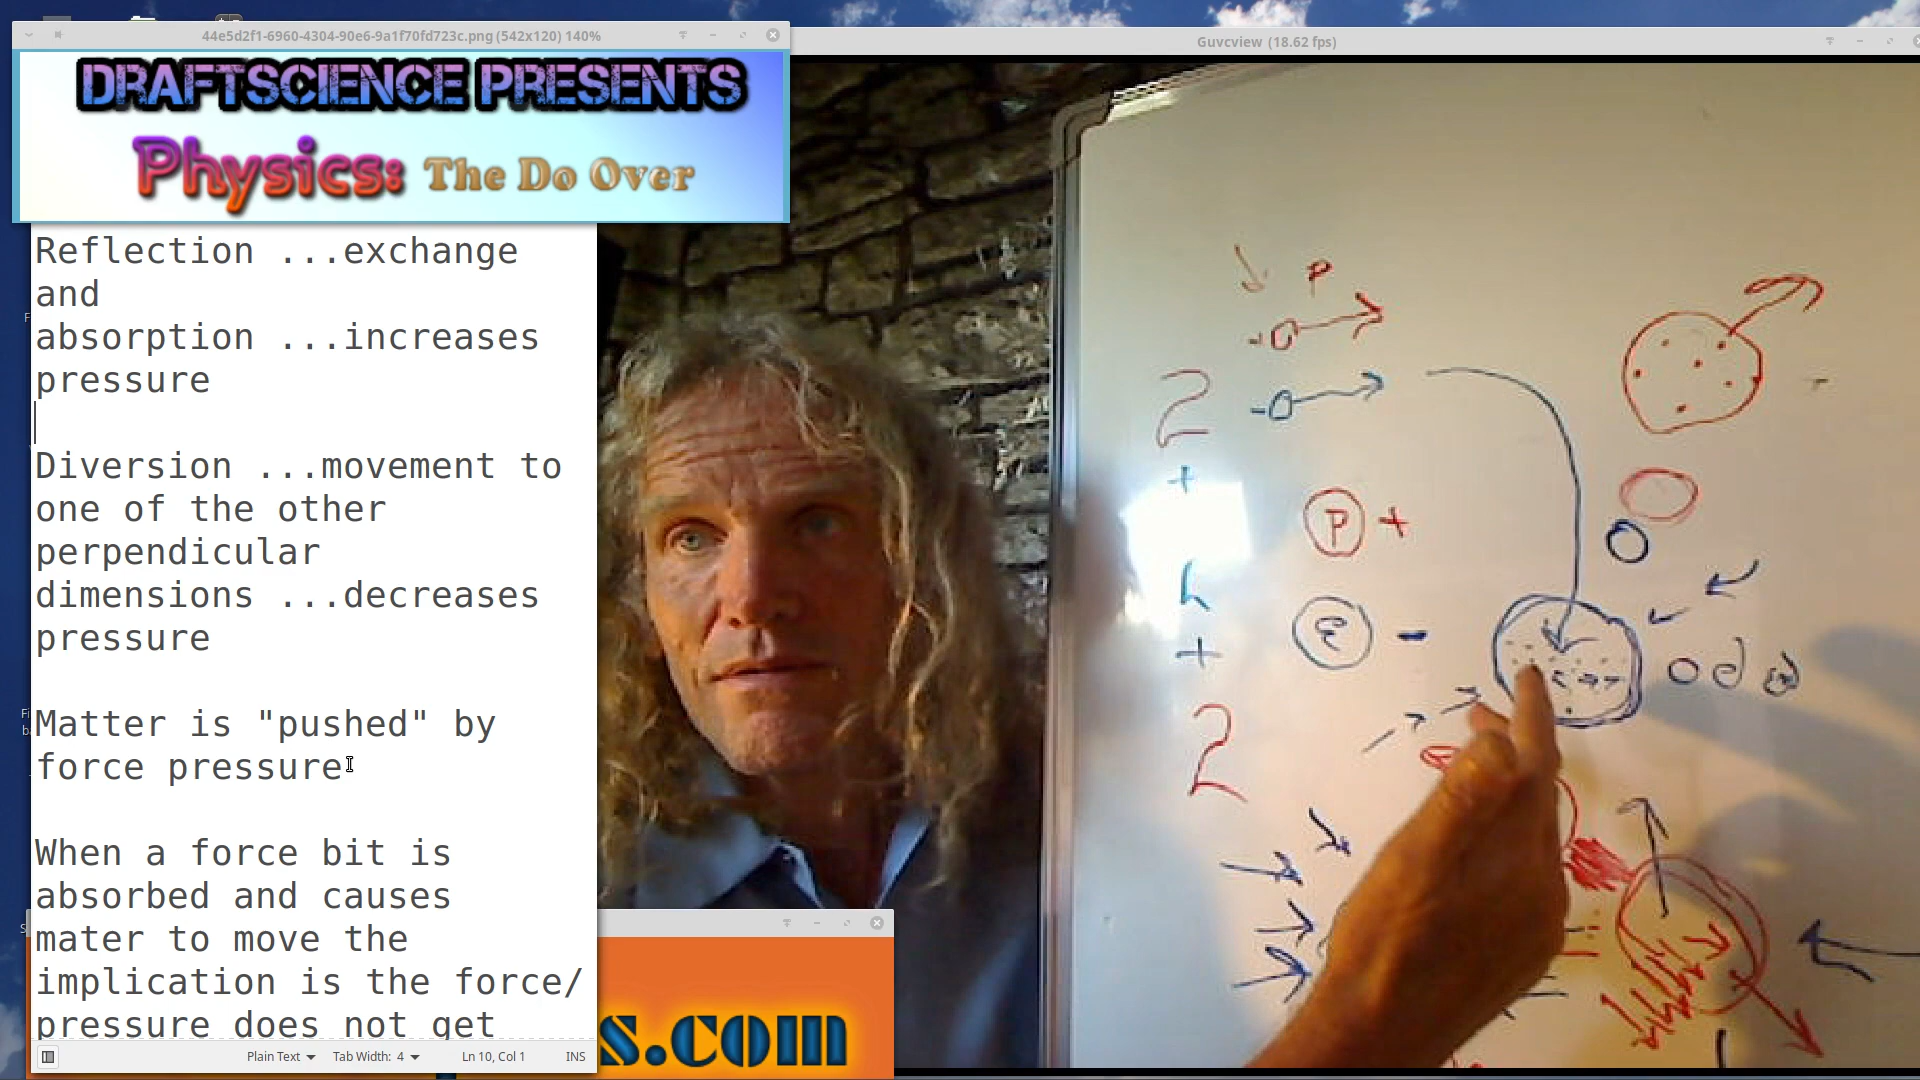 44e5d2f1-6960-4304-90e6-9a1f70fd723c.png (542x120) 140%
Guvcview (18.62 fps)
DRAFTSCIENCE PRESENTS
Physics: The Do Over
Reflection ...exchange
and
absorption ...increases
pressure
Diversion ...movement to
one of the other
perpendicular
dimensions ...decreases
pressure
Matter is "pushed" by
force pressure
When a force bit is
absorbed and causes
mater to move the
implication is the force/
pressure does not get
Plain Text
Tab Width: 4
Ln 10, Col 1
INS
s.com
P
2
+
P +
h
E -
+
2